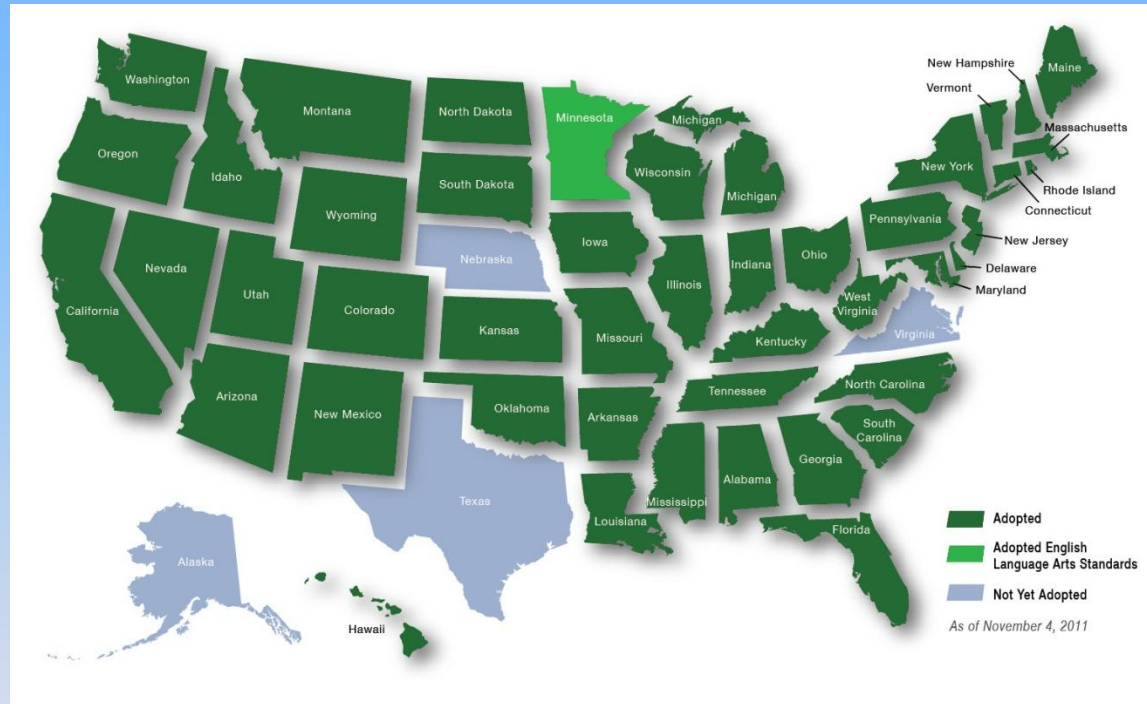 Washington
Montana
North Dakota
Minnesota
Michigan
New Hampshire
Vermont
Maine
Massachusetts
Oregon
Idaho
South Dakota
Wisconsin
Michigan
New York
Rhode Island
Connecticut
Wyoming
Iowa
Pennsylvania
New Jersey
Nebraska
Illinois
Indiana
Ohio
Delaware
Maryland
Nevada
Utah
California
Colorado
Kansas
Missouri
West
Virginia
Virginia
Kentucky
Arizona
New Mexico
Oklahoma
Arkansas
Tennessee
North Carolina
South
Carolina
Texas
Louisiana
Mississippi
Alabama
Georgia
Florida
Alaska
Hawaii
Adopted
Adopted English
Language Arts Standards
Not Yet Adopted
As of November 4, 2011